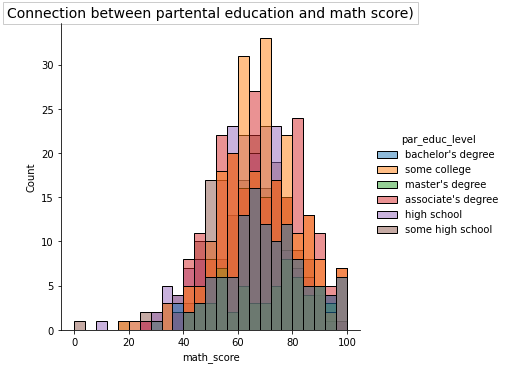 Connection between partental education and math score)
30
25
20
15
10
5
0
Count
0 20 40 60 80 100
math_score
par_educ_level
bachelor's degree
some college
master's degree
associate's degree
high school
some high school